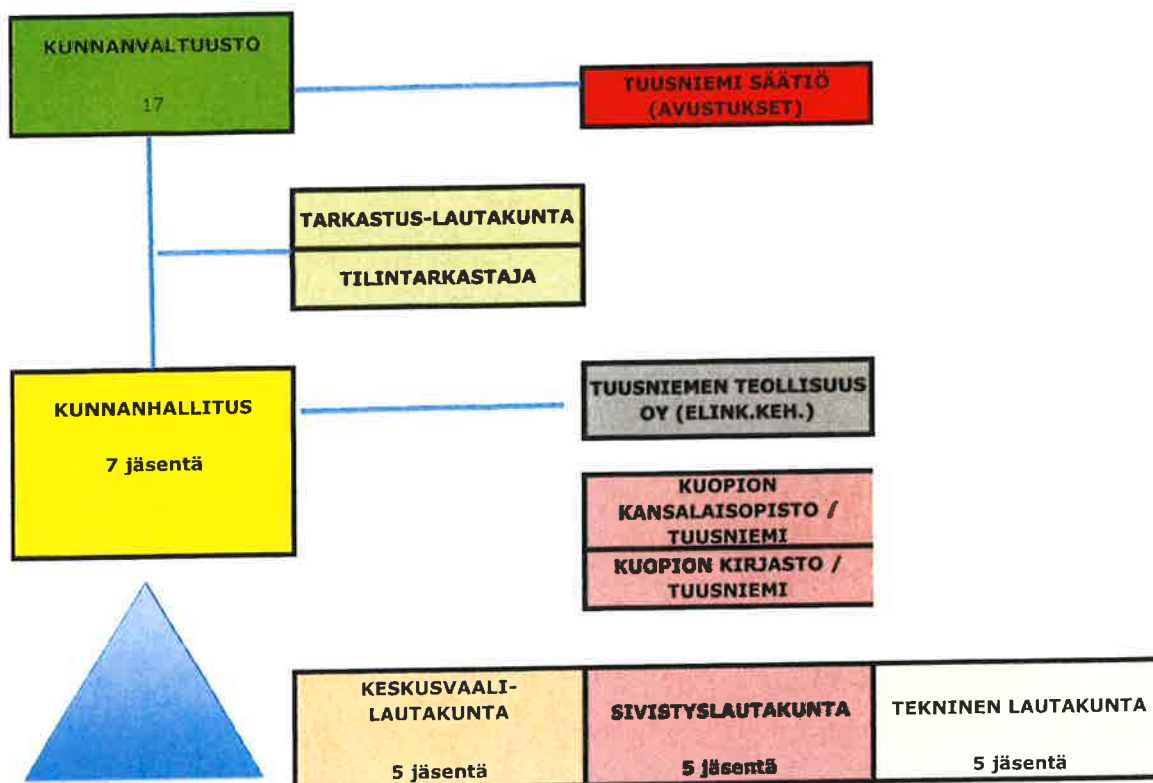 KUNNANVALTUUSTO
17
TUUSNIEMI SÄÄTIÖ
(AVUSTUKSET)
TARKASTUS-LAUTAKUNTA
TILINTARKASTAJA
KUNNANHALLITUS
7 jäsentä
TUUSNIEMEN TEOLLISUUS
OY (ELINK.KEH.)
KUOPION
KANSALAISOPISTO /
TUUSNIEMI
KUOPION KIRJASTO /
TUUSNIEMI
KESKUSVAALI-
LAUTAKUNTA
5 jäsentä
SIVISTYSLAUTAKUNTA
5 jäsentä
TEKNINEN LAUTAKUNTA
5 jäsentä